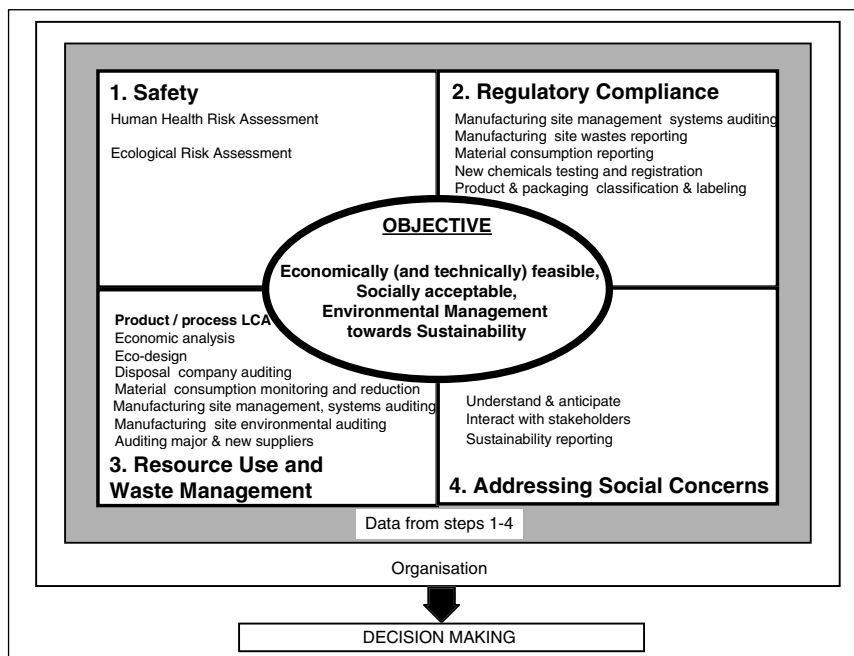 1. Safety
Human Health Risk Assessment
Ecological Risk Assessment
2. Regulatory Compliance
Manufacturing site management systems auditing
Manufacturing site wastes reporting
Material consumption reporting
New chemicals testing and registration
Product & packaging classification & labeling
OBJECTIVE
Economically (and technically) feasible,
Socially acceptable,
Environmental Management
towards Sustainability
Product / process LCA
Economic analysis
Eco-design
Disposal company auditing
Material consumption monitoring and reduction
Manufacturing site management, systems auditing
Manufacturing site environmental auditing
Auditing major & new suppliers
3. Resource Use and
Waste Management
Understand & anticipate
Interact with stakeholders
Sustainability reporting
4. Addressing Social Concerns
Data from steps 1-4
Organisation
DECISION MAKING